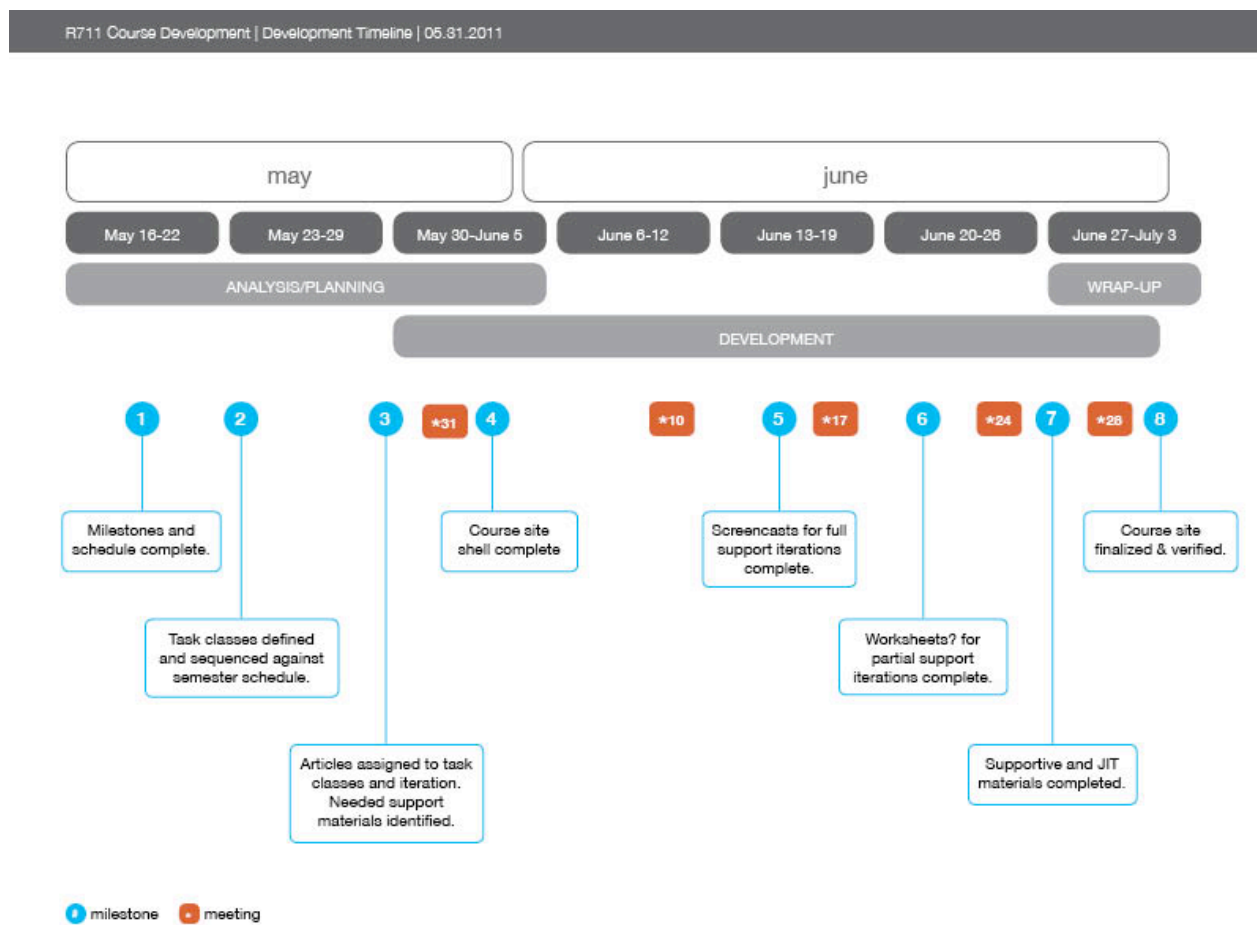 R711 Course Development | Development Timeline | 05.31.2011
may
june
May 16-22
May 23-29
May 30-June 5
June 6-12
June 13-19
June 20-26
June 27-July 3
ANALYSIS/PLANNING
WRAP-UP
DEVELOPMENT
1
2
3
*31
4
*10
5
*17
6
*24
7
*28
8
Milestones and
schedule complete.
Course site
shell complete
Screencasts for full
support iterations
complete.
Course site
finalized & verified.
Task classes defined
and sequenced against
semester schedule.
Worksheets? for
partial support
iterations complete.
Articles assigned to task
classes and iteration.
Needed support
materials identified.
Supportive and JIT
materials completed.
# milestone
* meeting